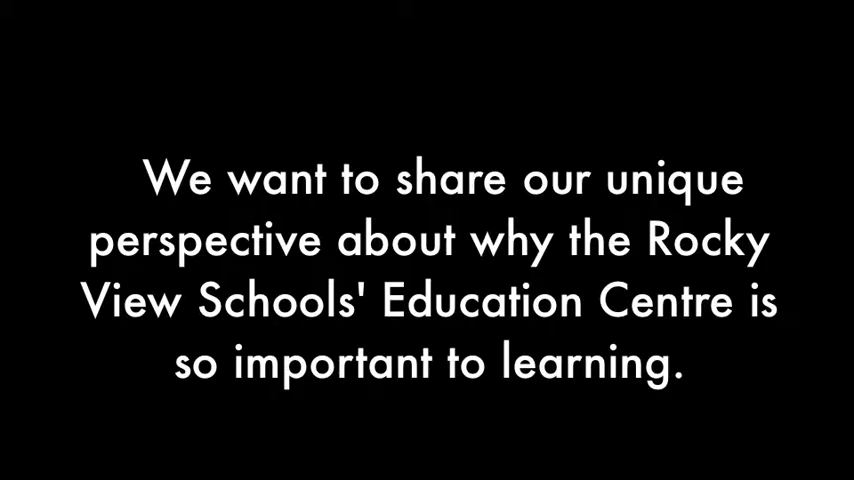 We want to share our unique
perspective about why the Rocky
View Schools' Education Centre is
so important to learning.